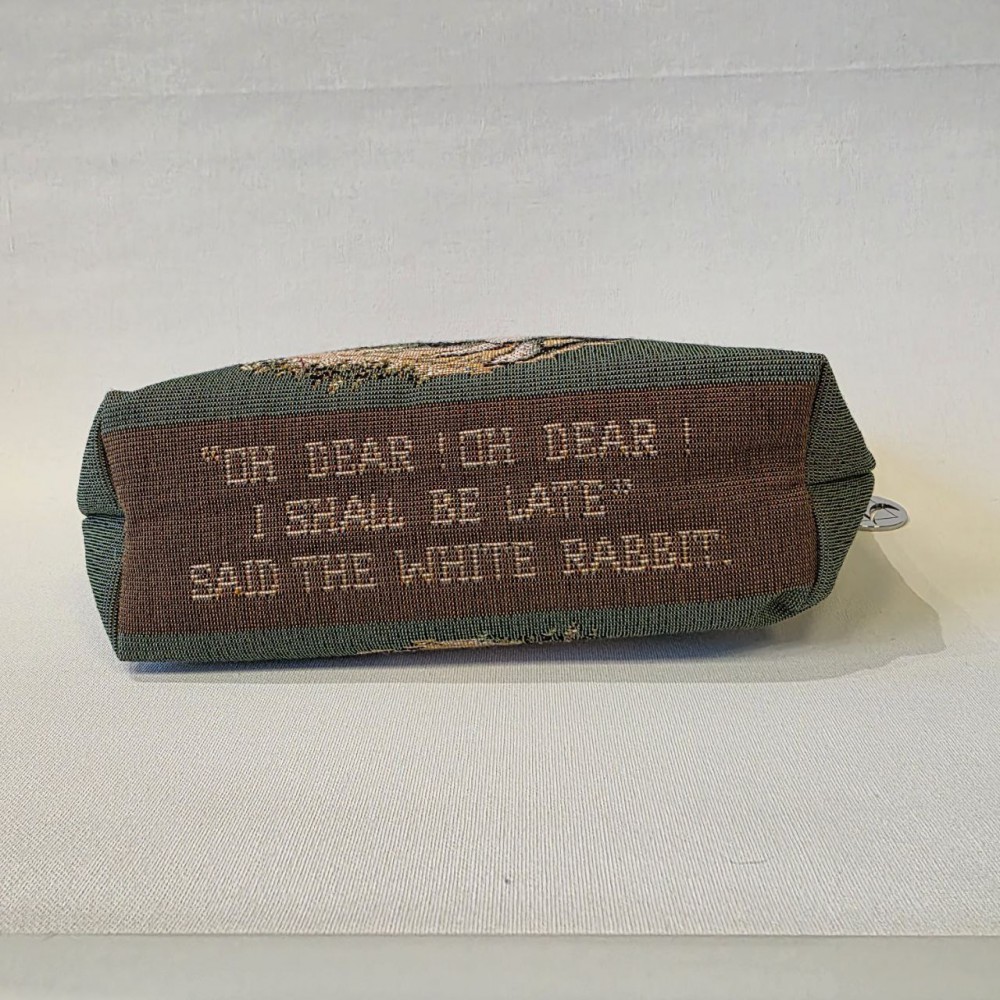 “OH DEAR ! OH DEAR !
I SHALL BE LATE”
SAID THE WHITE RABBIT.